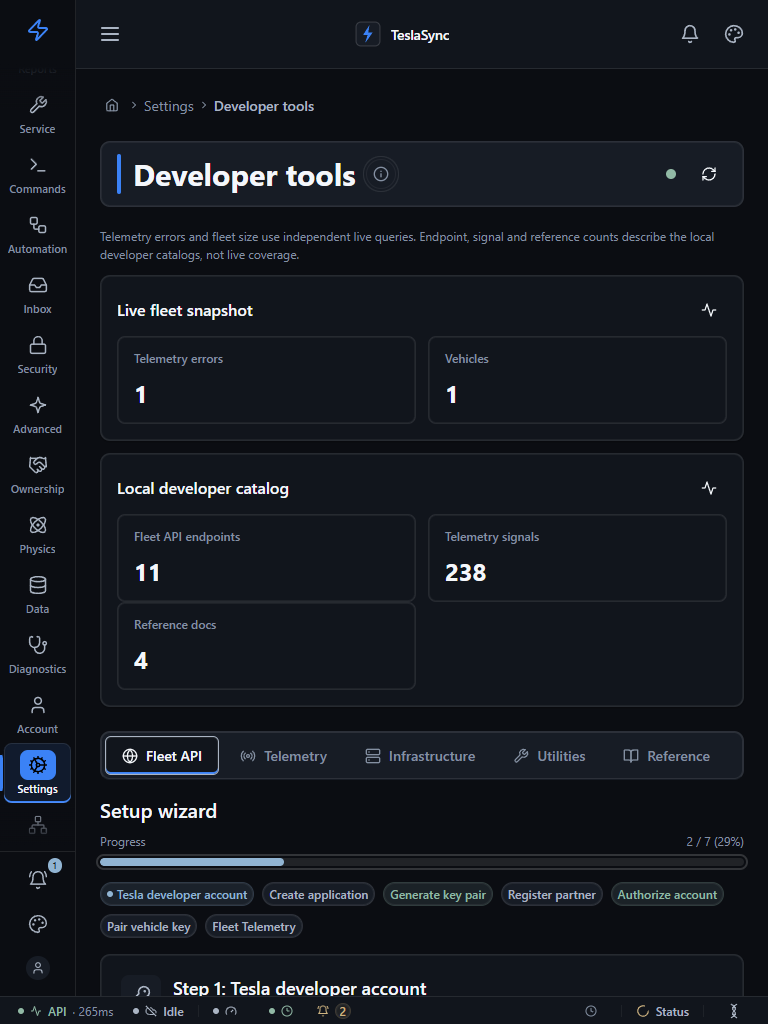 TeslaSync
Reports
Service
Commands
Automation
Inbox
Security
Advanced
Ownership
Physics
Data
Diagnostics
Account
Settings
1
Settings
Developer tools
Developer tools
Telemetry errors and fleet size use independent live queries. Endpoint, signal and reference counts describe the local
developer catalogs, not live coverage.
Live fleet snapshot
Telemetry errors
1
Vehicles
1
Local developer catalog
Fleet API endpoints
11
Telemetry signals
238
Reference docs
4
Fleet API Telemetry Infrastructure Utilities Reference
Setup wizard
Progress 2 / 7 (29%)
Tesla developer account Create application Generate key pair Register partner Authorize account
Pair vehicle key Fleet Telemetry
Step 1: Tesla developer account
API · 265ms Idle 2 Status